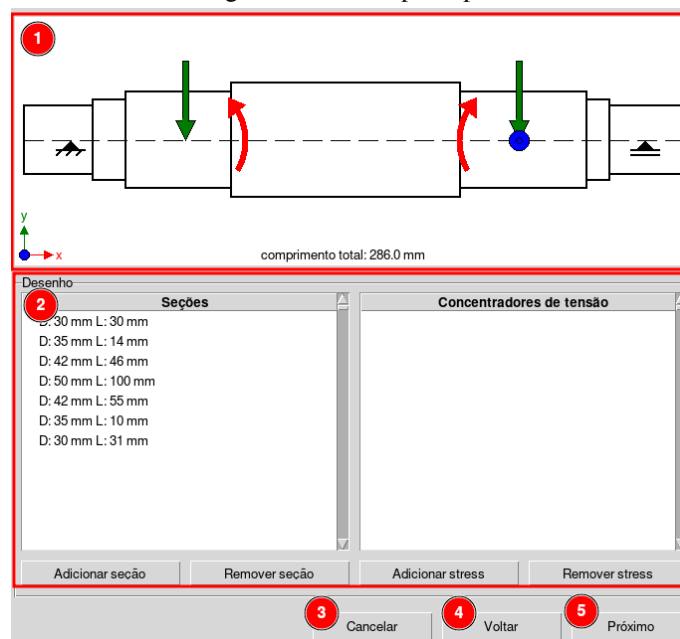 1
y
x
comprimento total: 286.0 mm
Desenho
2
Seções
Concentradores de tensão
D: 30 mm L: 30 mm
D: 35 mm L: 14 mm
D: 42 mm L: 46 mm
D: 50 mm L: 100 mm
D: 42 mm L: 55 mm
D: 35 mm L: 10 mm
D: 30 mm L: 31 mm
Adicionar seção
Remover seção
Adicionar stress
Remover stress
3
Cancelar
4
Voltar
5
Próximo